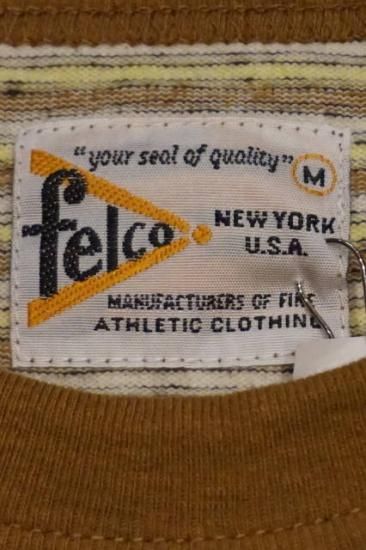 "your seal of quality"
M
felco
NEW YORK
U.S.A.
MANUFACTURERS OF FINE
ATHLETIC CLOTHING